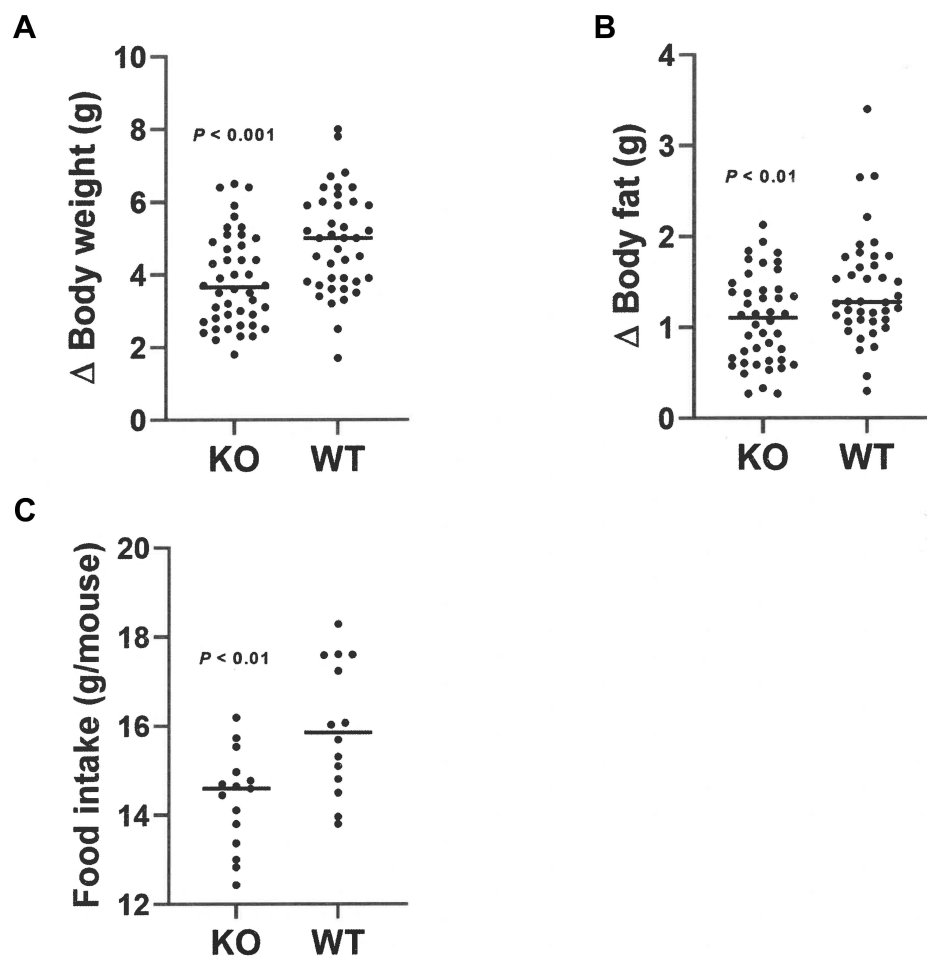 A
Δ Body weight (g)
10
8
6
4
2
0
P < 0.001
KO WT
B
Δ Body fat (g)
4
3
2
1
0
P < 0.01
KO WT
C
Food intake (g/mouse)
20
18
16
14
12
P < 0.01
KO WT